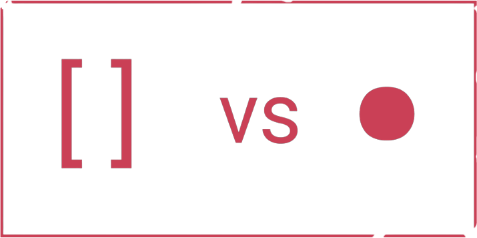 [ ] vs ●